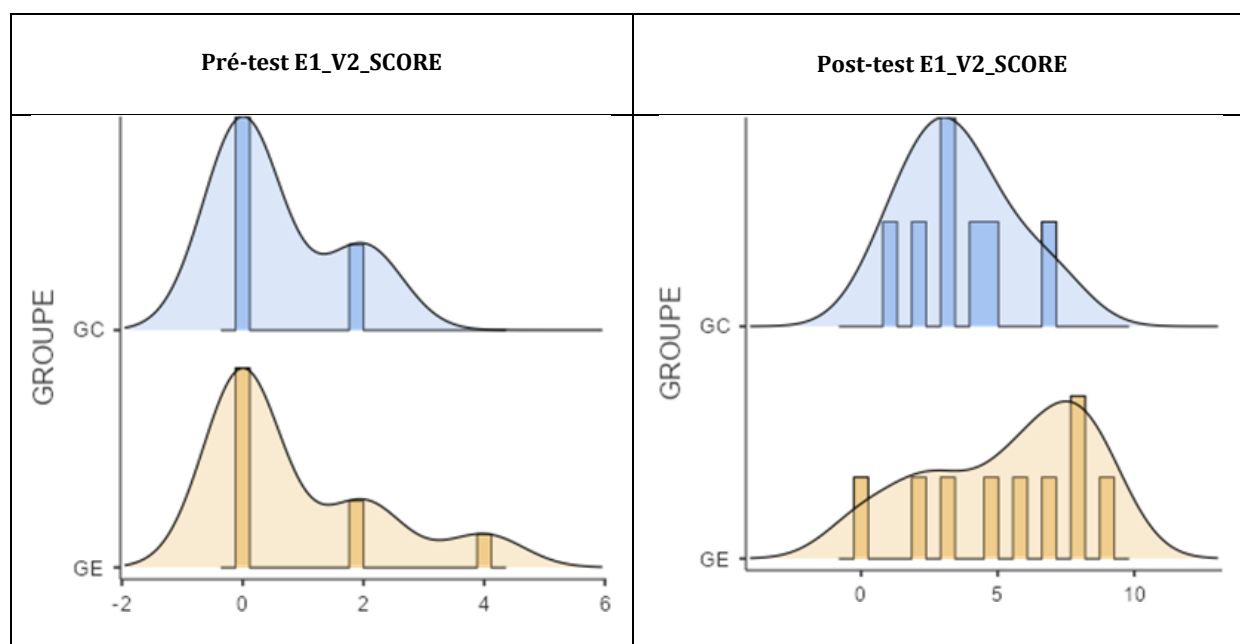 Pré-test E1_V2_SCORE
Post-test E1_V2_SCORE
GROUPE
GC
GE
-2 0 2 4 6
GROUPE
GC
GE
0 5 10